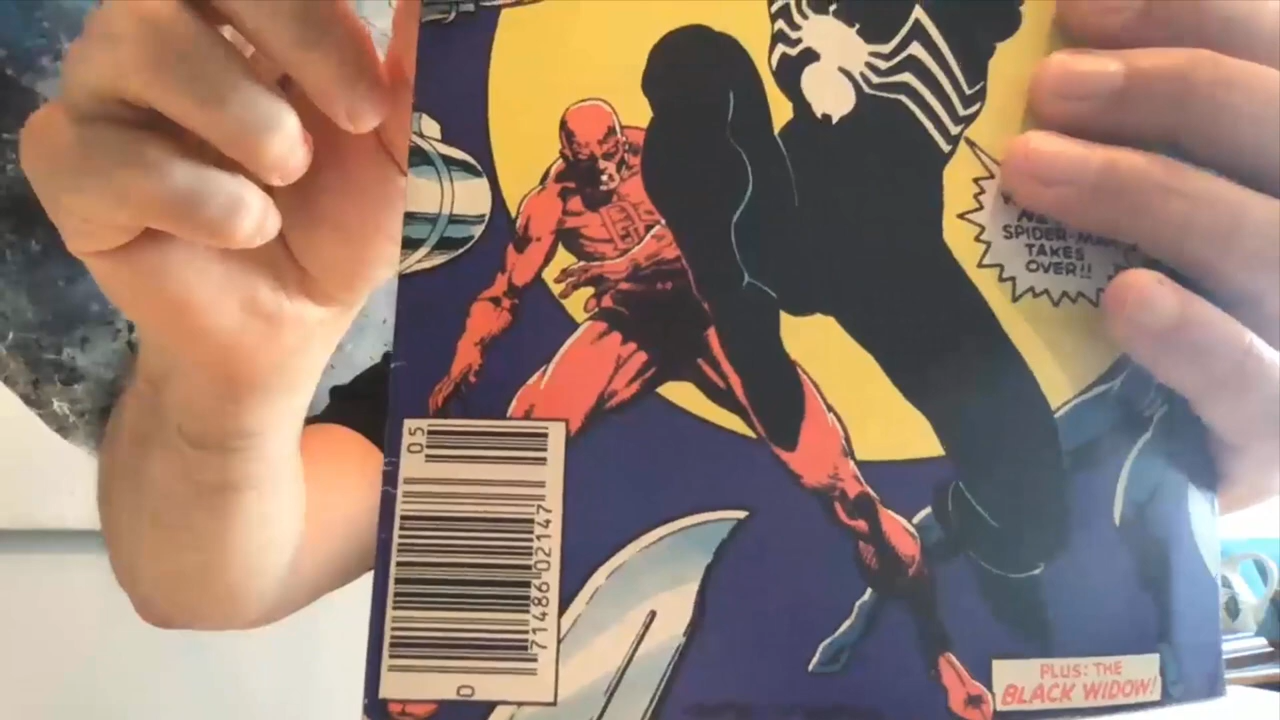 SPIDER-MAN
TAKES
OVER!!
05
71486 02147
0
PLUS: THE
BLACK WIDOW!